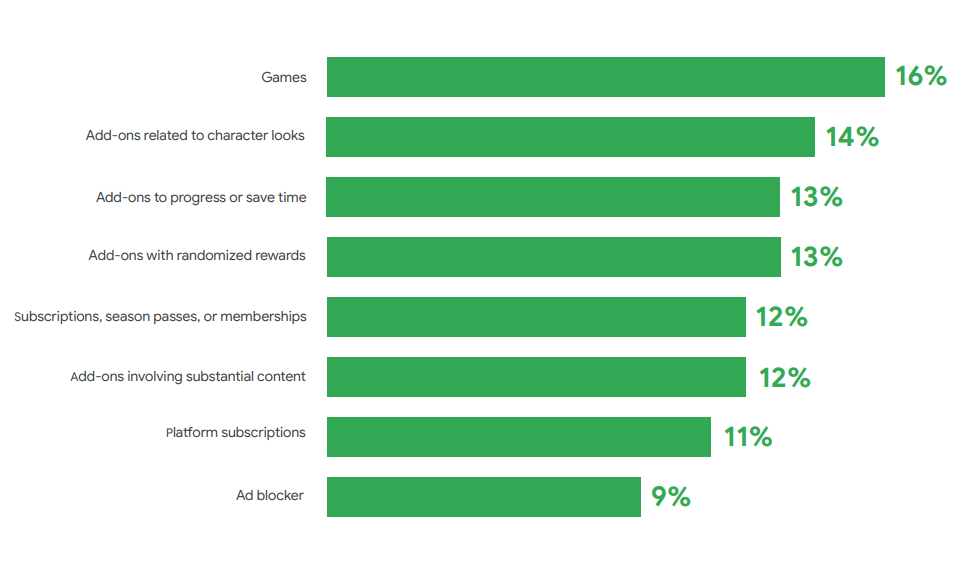 Games 16%
Add-ons related to character looks 14%
Add-ons to progress or save time 13%
Add-ons with randomized rewards 13%
Subscriptions, season passes, or memberships 12%
Add-ons involving substantial content 12%
Platform subscriptions 11%
Ad blocker 9%